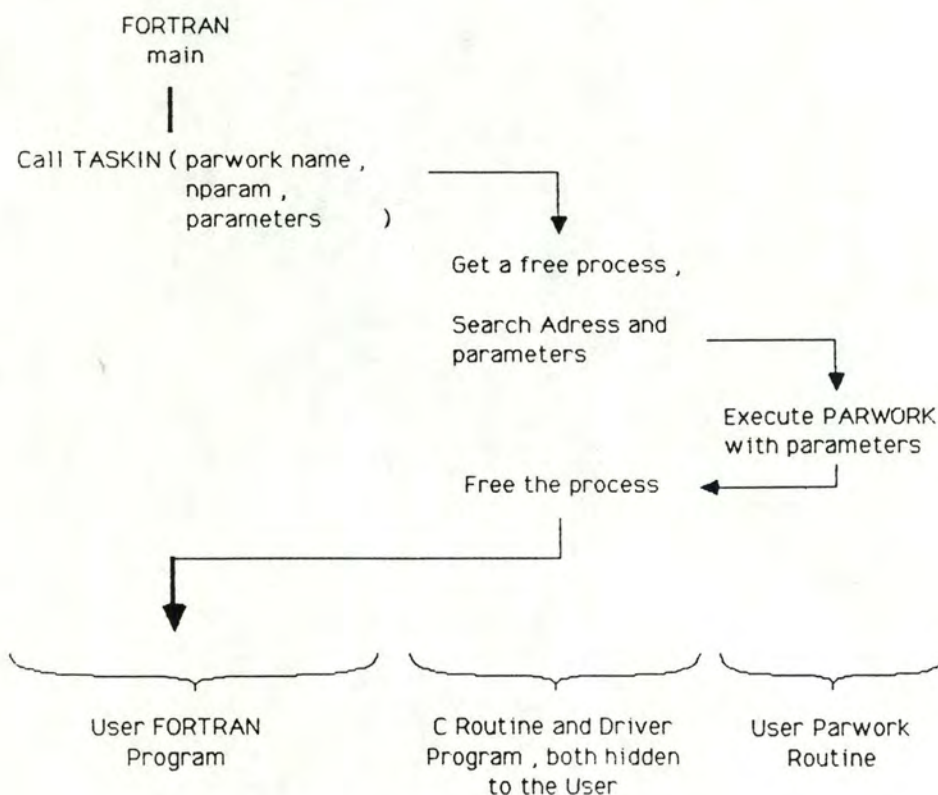 FORTRAN
main
Call TASKIN ( parwork name ,
nparam ,
parameters )
Get a free process ,
Search Adress and
parameters
Execute PARWORK
with parameters
Free the process
User FORTRAN
Program
C Routine and Driver
Program , both hidden
to the User
User Parwork
Routine